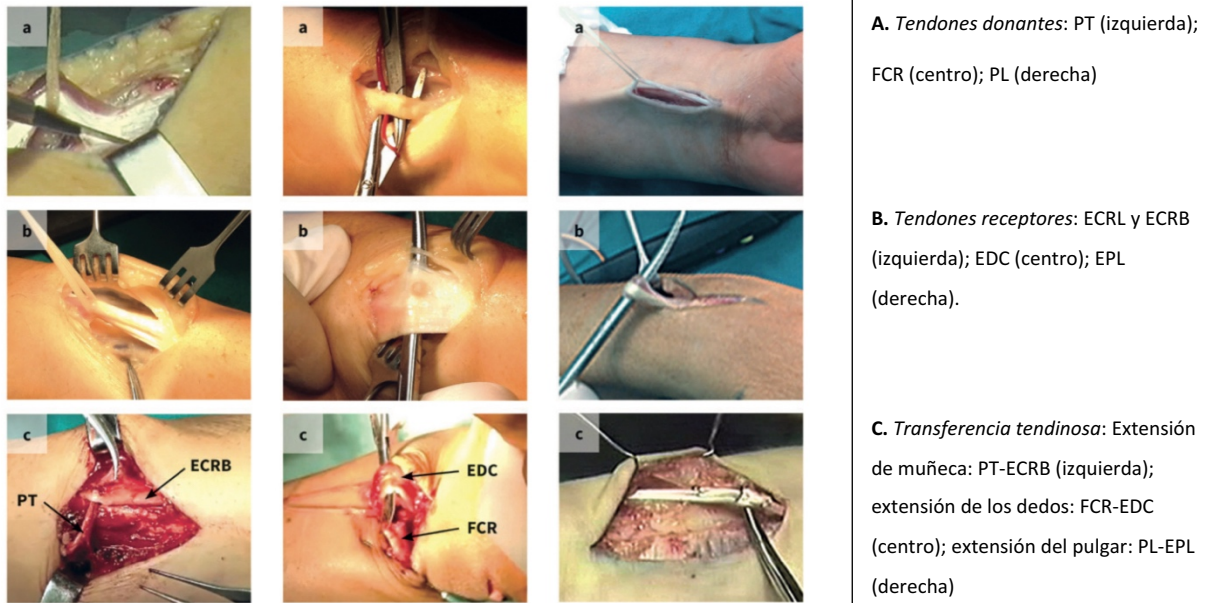 a
a
a
b
b
b
c
ECRB
PT
c
EDC
FCR
c
A. Tendones donantes: PT (izquierda);
FCR (centro); PL (derecha)
B. Tendones receptores: ECRL y ECRB
(izquierda); EDC (centro); EPL
(derecha).
C. Transferencia tendinosa: Extensión
de muñeca: PT-ECRB (izquierda);
extensión de los dedos: FCR-EDC
(centro); extensión del pulgar: PL-EPL
(derecha)